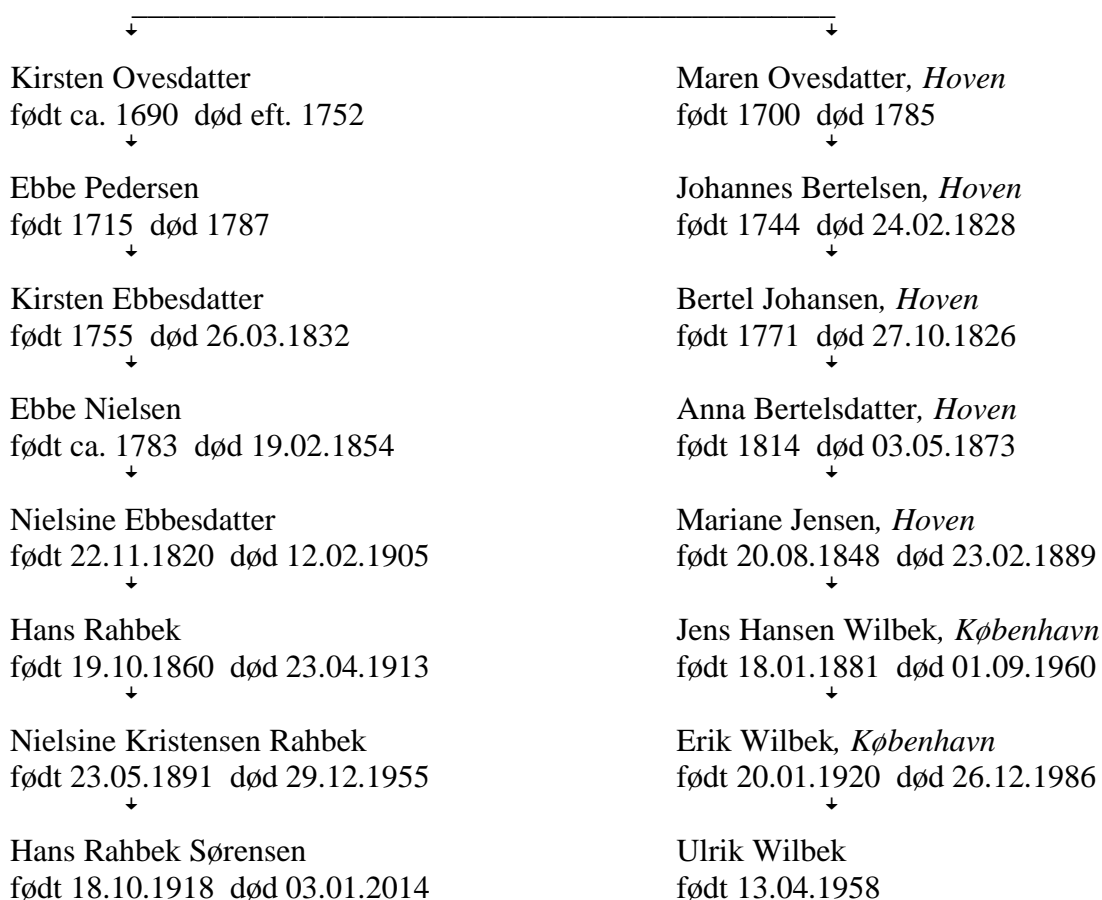 Kirsten Ovesdatter
født ca. 1690 død eft. 1752
Ebbe Pedersen
født 1715 død 1787
Kirsten Ebbesdatter
født 1755 død 26.03.1832
Ebbe Nielsen
født ca. 1783 død 19.02.1854
Nielsine Ebbesdatter
født 22.11.1820 død 12.02.1905
Hans Rahbek
født 19.10.1860 død 23.04.1913
Nielsine Kristensen Rahbek
født 23.05.1891 død 29.12.1955
Hans Rahbek Sørensen
født 18.10.1918 død 03.01.2014
Maren Ovesdatter, Hoven
født 1700 død 1785
Johannes Bertelsen, Hoven
født 1744 død 24.02.1828
Bertel Johansen, Hoven
født 1771 død 27.10.1826
Anna Bertelsdatter, Hoven
født 1814 død 03.05.1873
Mariane Jensen, Hoven
født 20.08.1848 død 23.02.1889
Jens Hansen Wilbek, København
født 18.01.1881 død 01.09.1960
Erik Wilbek, København
født 20.01.1920 død 26.12.1986
Ulrik Wilbek
født 13.04.1958